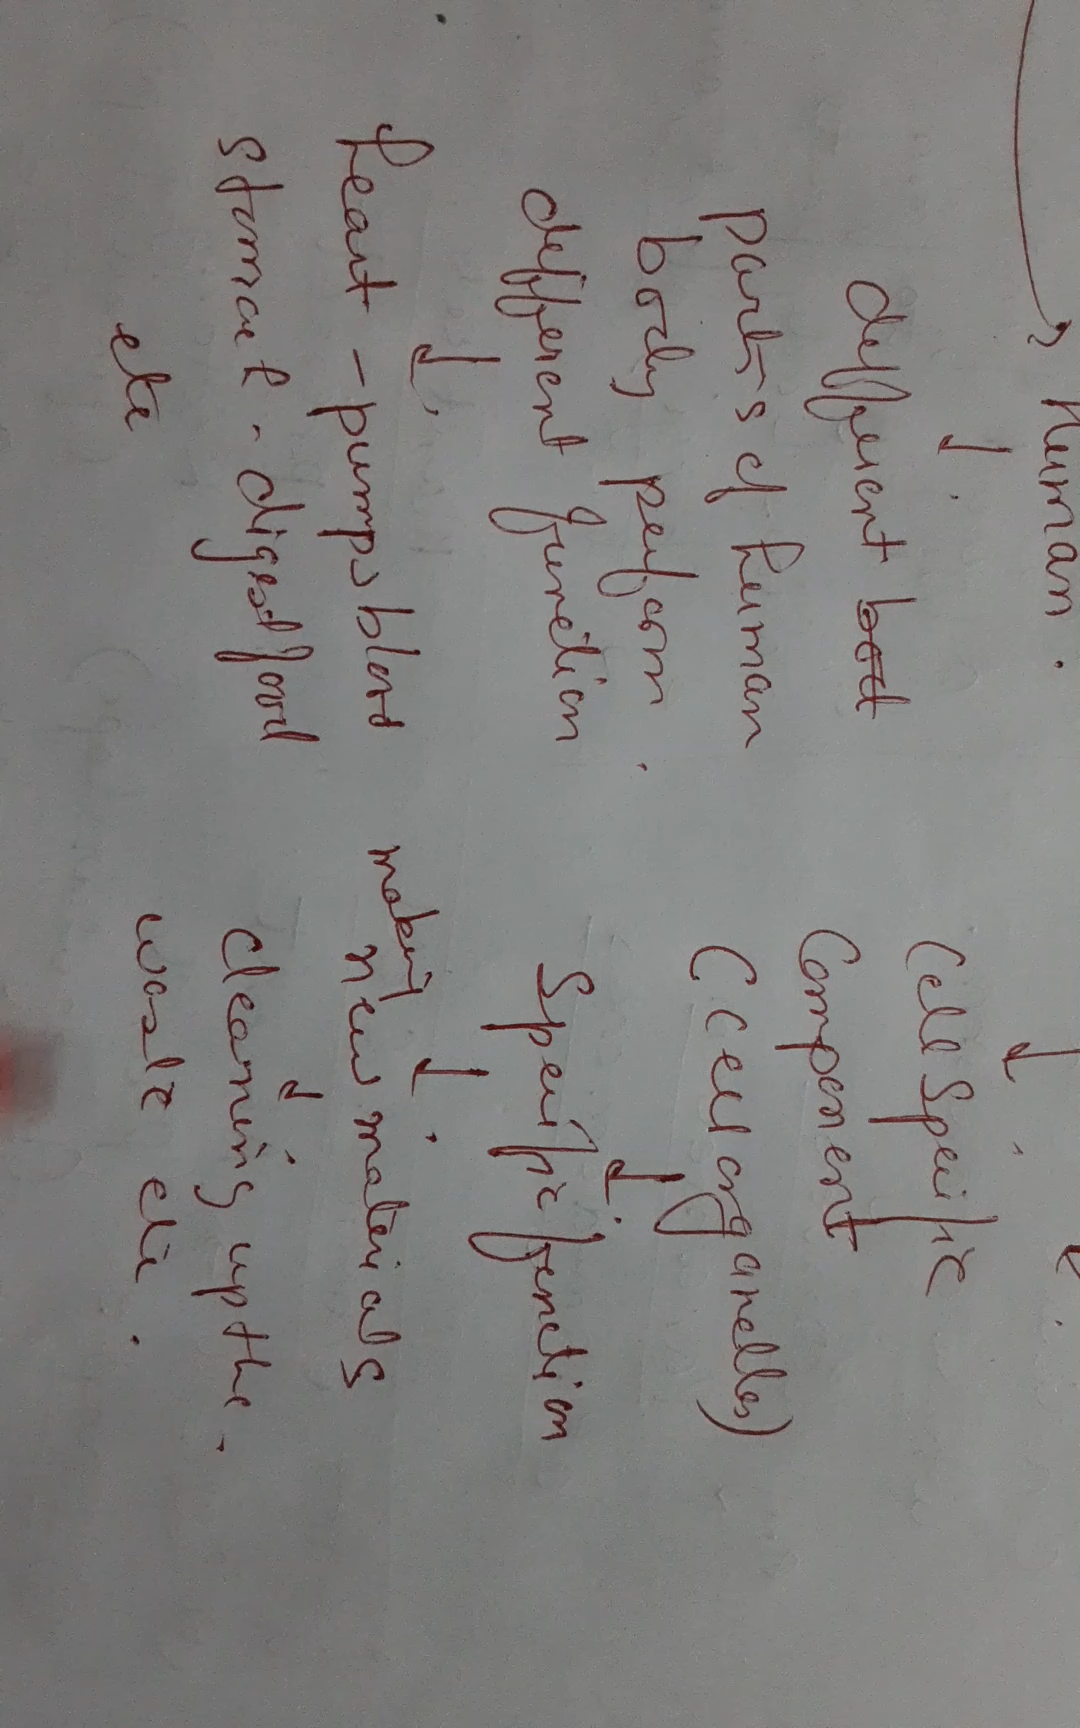 Human.
different bod
parts of human
body perform.
different function
heart - pumps blood
stomach - digest food
etc
Cell Specific
Component
(Cell organelles)
Specific function
making
new materials
cleaning up the
waste etc.